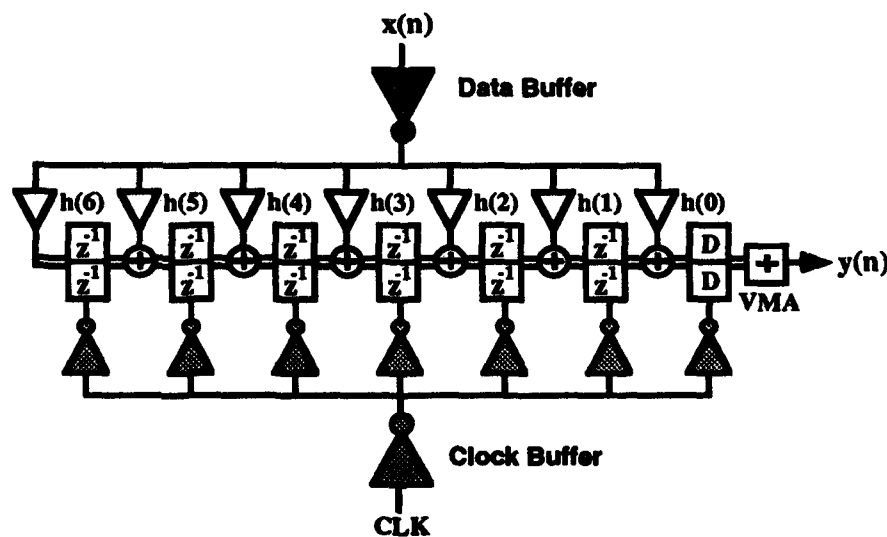 x(n)
Data Buffer
h(6) h(5) h(4) h(3) h(2) h(1) h(0)
z^-1 z^-1 z^-1 z^-1 z^-1 z^-1 D
+ + + + + + +
z^-1 z^-1 z^-1 z^-1 z^-1 z^-1 D
y(n)
VMA
Clock Buffer
CLK